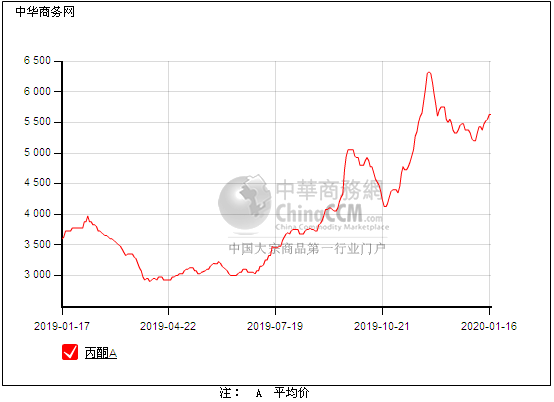 中华商务网
6 500
6 000
5 500
5 000
4 500
4 000
3 500
3 000
中華商務網
ChinaCCM.com
China Commodity Marketplace
中国大宗商品第一行业门户
2019-01-17 2019-04-22 2019-07-19 2019-10-21 2020-01-16
丙酮A
注： A 平均价